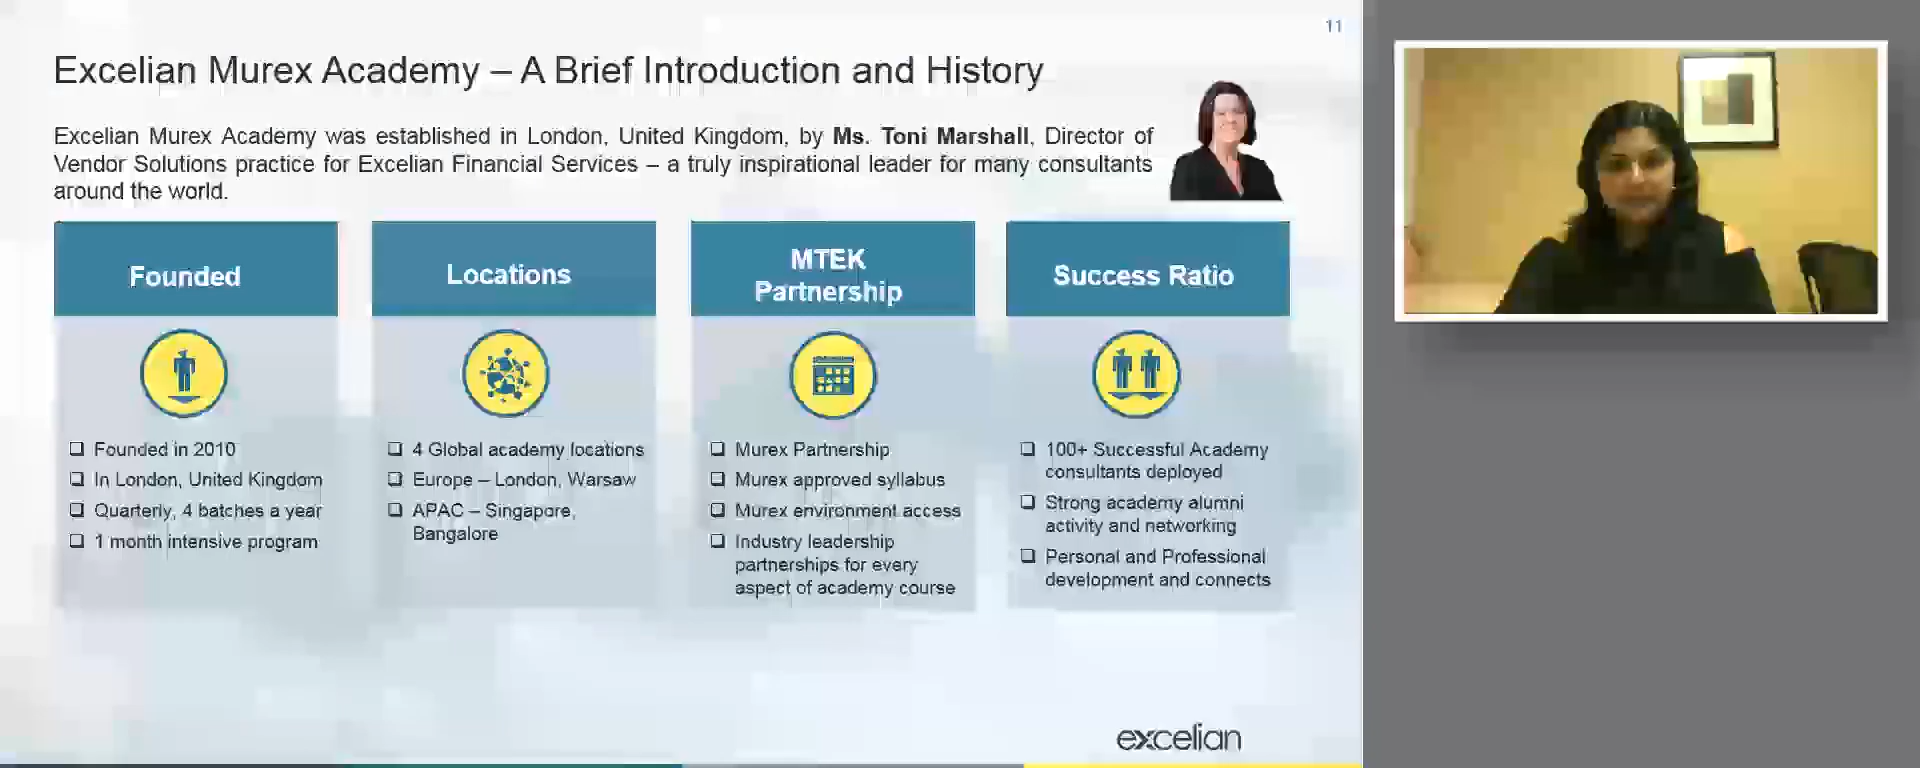 11
Excelian Murex Academy – A Brief Introduction and History
Excelian Murex Academy was established in London, United Kingdom, by Ms. Toni Marshall, Director of
Vendor Solutions practice for Excelian Financial Services – a truly inspirational leader for many consultants
around the world.
Founded
Founded in 2010
In London, United Kingdom
Quarterly, 4 batches a year
1 month intensive program
Locations
4 Global academy locations
Europe – London, Warsaw
APAC – Singapore,
Bangalore
MTEK
Partnership
Murex Partnership
Murex approved syllabus
Murex environment access
Industry leadership
partnerships for every
aspect of academy course
Success Ratio
100+ Successful Academy
consultants deployed
Strong academy alumni
activity and networking
Personal and Professional
development and connects
excelian